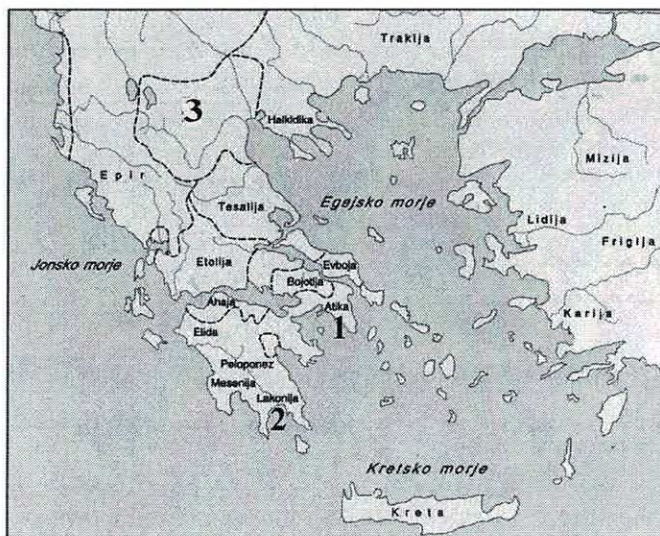 Trakija
3
Halkidika
Mizija
Epir
Tesalija
Egejsko morje
Lidija
Frigija
Jonsko morje
Etolija
Evboja
Bojotija
Ahaja
Atika
1
Karija
Elida
Peloponez
Mesenija
Lakonija
2
Kretsko morje
Kreta